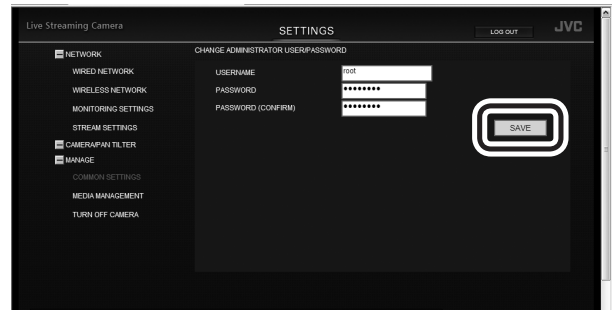 Live Streaming Camera
SETTINGS
LOG OUT
JVC
NETWORK
CHANGE ADMINISTRATOR USER/PASSWORD
WIRED NETWORK
USERNAME
root
WIRELESS NETWORK
PASSWORD
••••••••
MONITORING SETTINGS
PASSWORD (CONFIRM)
••••••••
STREAM SETTINGS
SAVE
CAMERA/PAN TILTER
MANAGE
COMMON SETTINGS
MEDIA MANAGEMENT
TURN OFF CAMERA